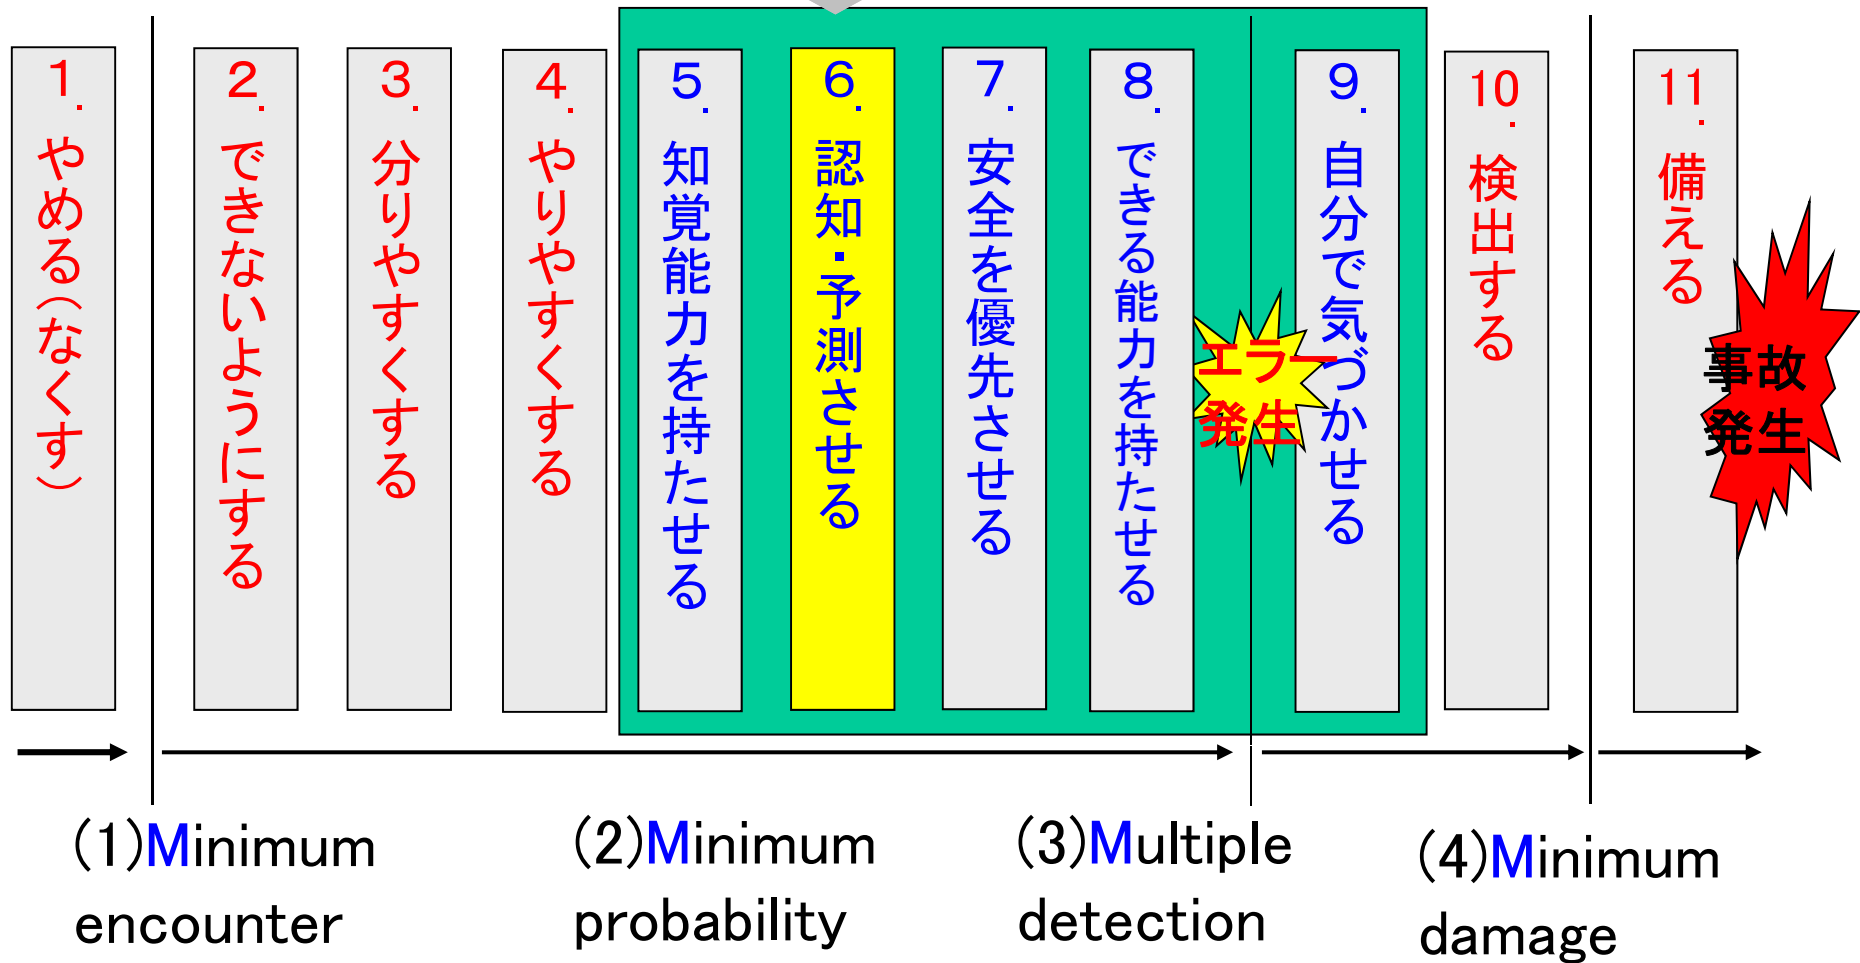 1.やめる(なくす)
2.できないようにする
3.分りやすくする
4.やりやすくする
5.知覚能力を持たせる
6.認知・予測させる
7.安全を優先させる
8.できる能力を持たせる
エラー
発生
9.自分で気づかせる
10.検出する
11.備える
事故
発生
(1)Minimum
encounter
(2)Minimum
probability
(3)Multiple
detection
(4)Minimum
damage